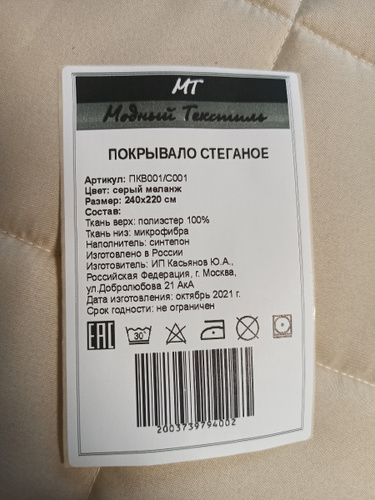 МТ
Модный Текстиль
ПОКРЫВАЛО СТЕГАНОЕ
Артикул: ПКВ001/С001
Цвет: серый меланж
Размер: 240х220 см
Состав:
Ткань верх: полиэстер 100%
Ткань низ: микрофибра
Наполнитель: синтепон
Изготовлено в России
Изготовитель: ИП Касьянов Ю.А.,
Российская Федерация, г. Москва,
ул.Добролюбова 21 АкА
Дата изготовления: октябрь 2021 г.
Срок годности: не ограничен
ЕАС 30°
2003739794002